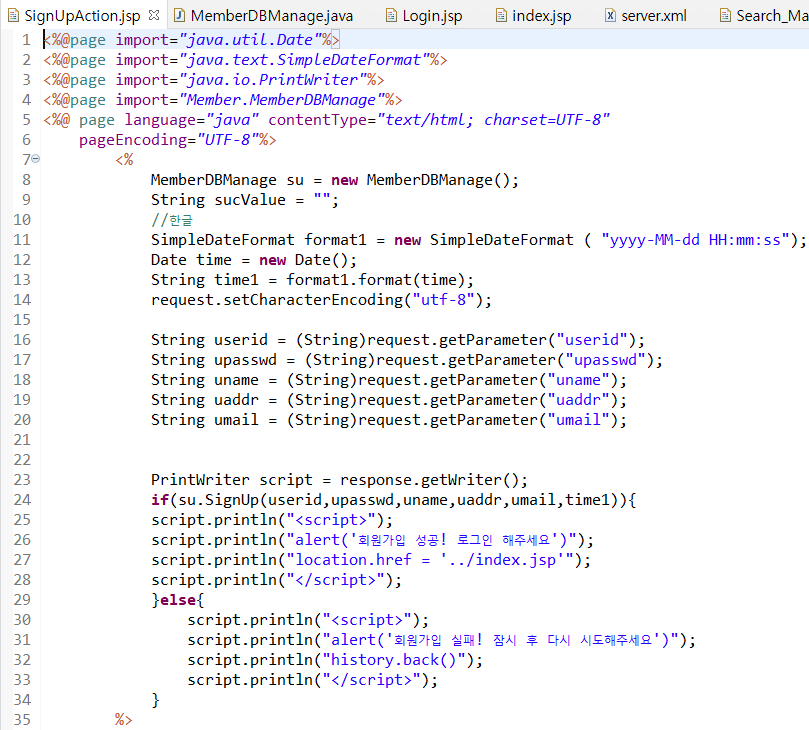 SignUpAction.jsp MemberDBManage.java Login.jsp index.jsp server.xml Search_Ma
1 <%@page import="java.util.Date"%>
2 <%@page import="java.text.SimpleDateFormat"%>
3 <%@page import="java.io.PrintWriter"%>
4 <%@page import="Member.MemberDBManage"%>
5 <%@ page language="java" contentType="text/html; charset=UTF-8"
6 pageEncoding="UTF-8"%>
7 <%
8 MemberDBManage su = new MemberDBManage();
9 String sucValue = "";
10 //한글
11 SimpleDateFormat format1 = new SimpleDateFormat ( "yyyy-MM-dd HH:mm:ss");
12 Date time = new Date();
13 String time1 = format1.format(time);
14 request.setCharacterEncoding("utf-8");
15
16 String userid = (String)request.getParameter("userid");
17 String upasswd = (String)request.getParameter("upasswd");
18 String uname = (String)request.getParameter("uname");
19 String uaddr = (String)request.getParameter("uaddr");
20 String umail = (String)request.getParameter("umail");
21
22
23 PrintWriter script = response.getWriter();
24 if(su.SignUp(userid,upasswd,uname,uaddr,umail,time1)){
25 script.println("<script>");
26 script.println("alert('회원가입 성공! 로그인 해주세요')");
27 script.println("location.href = '../index.jsp'");
28 script.println("</script>");
29 }else{
30 script.println("<script>");
31 script.println("alert('회원가입 실패! 잠시 후 다시 시도해주세요')");
32 script.println("history.back()");
33 script.println("</script>");
34 }
35 %>